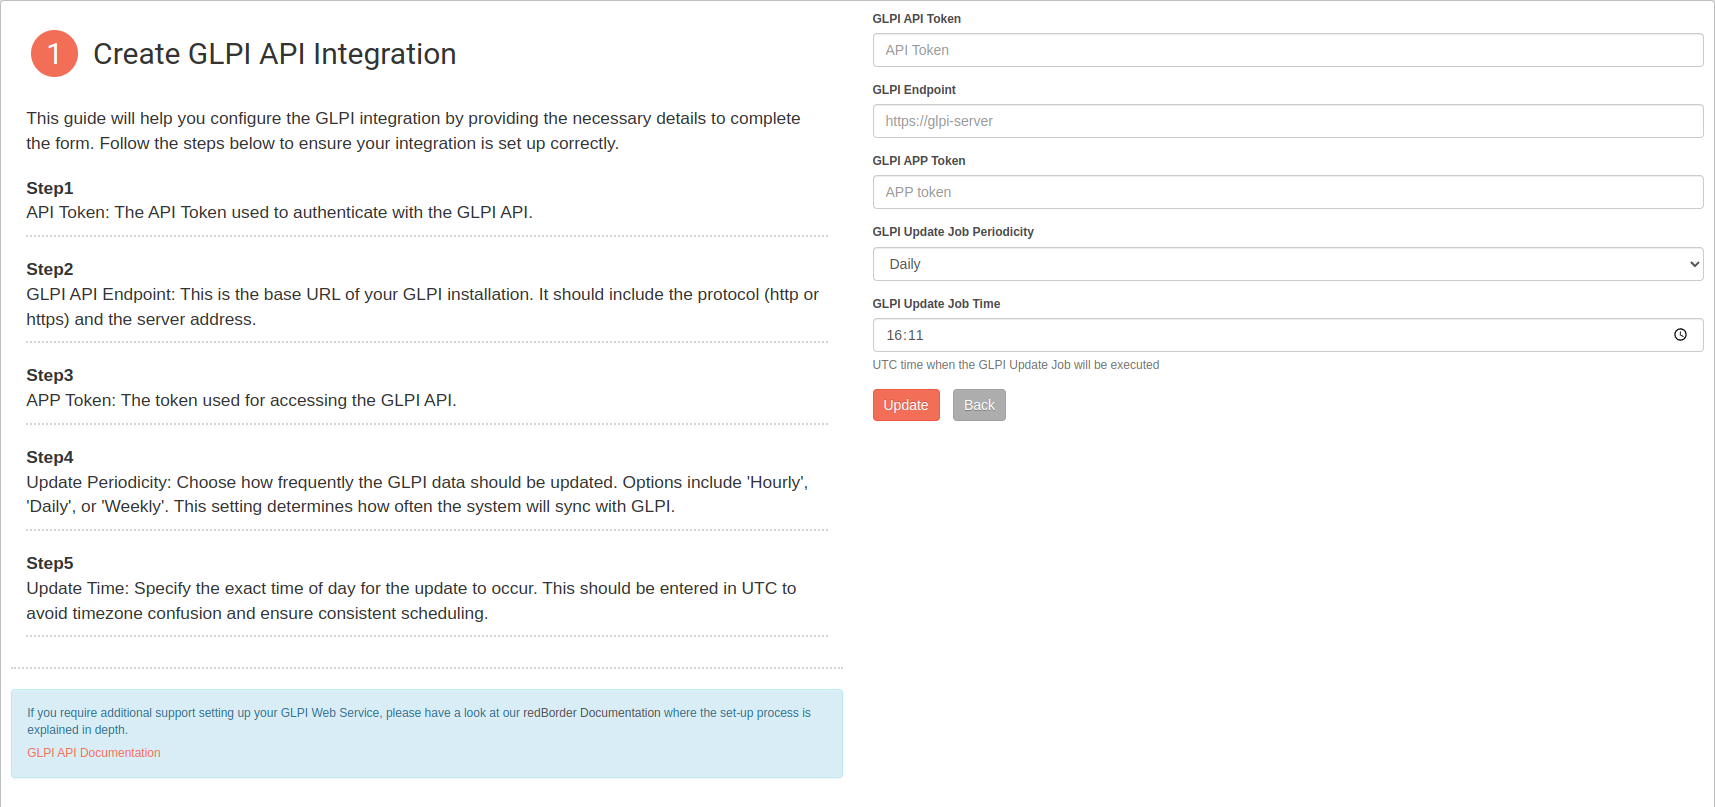 1 Create GLPI API Integration
This guide will help you configure the GLPI integration by providing the necessary details to complete
the form. Follow the steps below to ensure your integration is set up correctly.
Step1
API Token: The API Token used to authenticate with the GLPI API.
Step2
GLPI API Endpoint: This is the base URL of your GLPI installation. It should include the protocol (http or
https) and the server address.
Step3
APP Token: The token used for accessing the GLPI API.
Step4
Update Periodicity: Choose how frequently the GLPI data should be updated. Options include 'Hourly',
'Daily', or 'Weekly'. This setting determines how often the system will sync with GLPI.
Step5
Update Time: Specify the exact time of day for the update to occur. This should be entered in UTC to
avoid timezone confusion and ensure consistent scheduling.
If you require additional support setting up your GLPI Web Service, please have a look at our redBorder Documentation where the set-up process is
explained in depth.
GLPI API Documentation
GLPI API Token
API Token
GLPI Endpoint
https://glpi-server
GLPI APP Token
APP token
GLPI Update Job Periodicity
Daily
GLPI Update Job Time
16:11
UTC time when the GLPI Update Job will be executed
Update Back